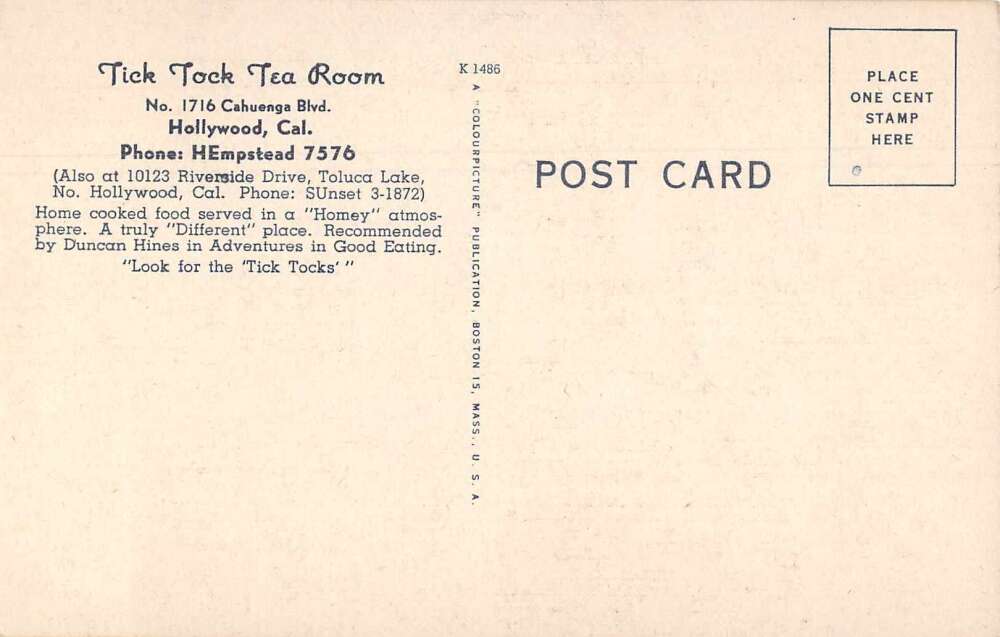 Tick Tock Tea Room
No. 1716 Cahuenga Blvd.
Hollywood, Cal.
Phone: HEmpstead 7576
(Also at 10123 Riverside Drive, Toluca Lake,
No. Hollywood, Cal. Phone: SUnset 3-1872)
Home cooked food served in a "Homey" atmos-
phere. A truly "Different" place. Recommended
by Duncan Hines in Adventures in Good Eating.
"Look for the 'Tick Tocks' "
K 1486
A "COLOURPICTURE" PUBLICATION, BOSTON 15, MASS., U. S. A.
POST CARD
PLACE
ONE CENT
STAMP
HERE